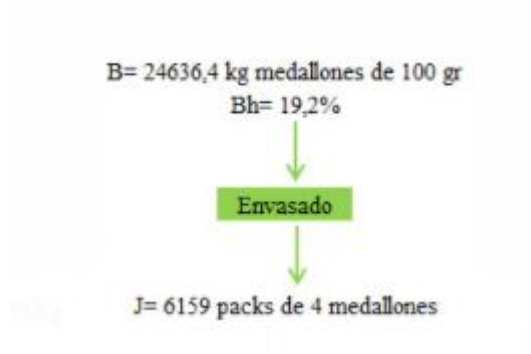 B= 24636,4 kg medallones de 100 gr
Bh= 19,2%
Envasado
J= 6159 packs de 4 medallones